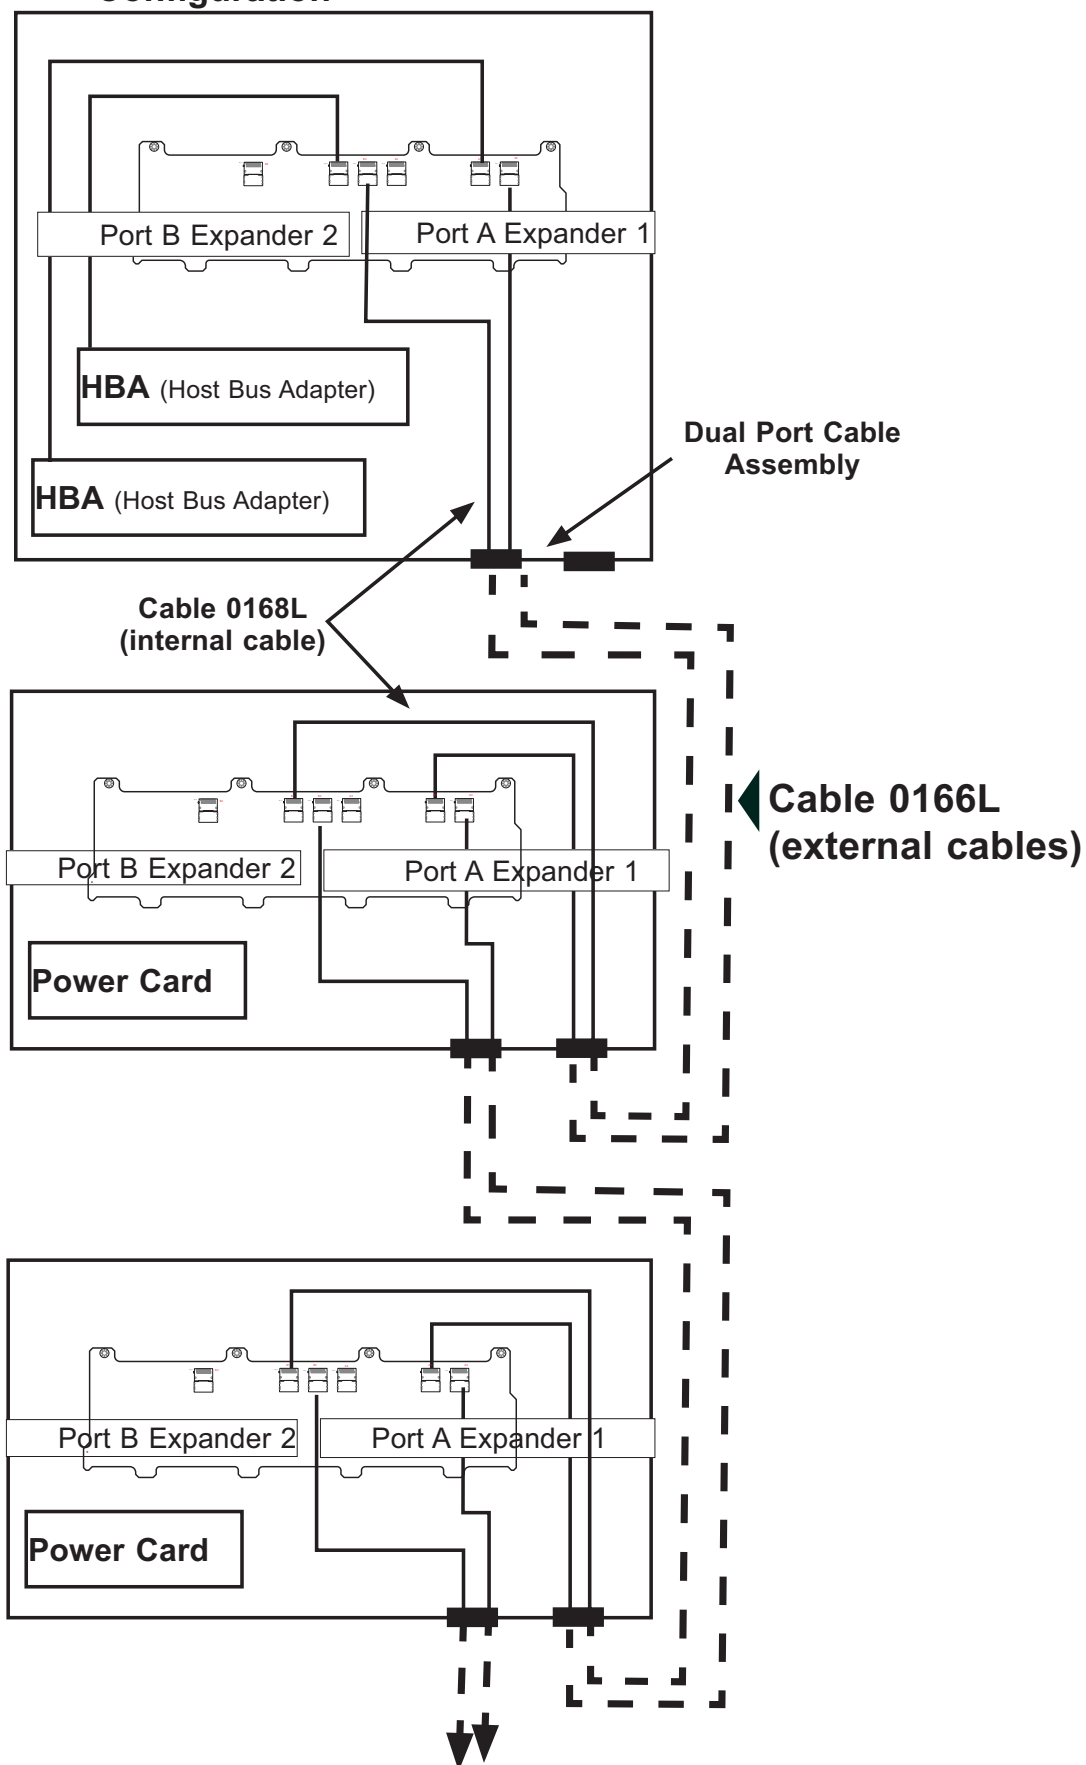 Configuration
Port B Expander 2
Port A Expander 1
HBA (Host Bus Adapter)
HBA (Host Bus Adapter)
Dual Port Cable
Assembly
Cable 0168L
(internal cable)
Port B Expander 2
Port A Expander 1
Power Card
Cable 0166L
(external cables)
Port B Expander 2
Port A Expander 1
Power Card